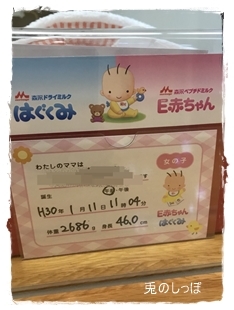 森永ドライミルク
はぐくみ
森永ペプチドミルク
E赤ちゃん
わたしのママは
です
女の子
誕生
午前・午後
H30年1月11日11時04分
体重 2686g 身長 46.0cm
E赤ちゃん
はぐくみ
兎のしっぽ